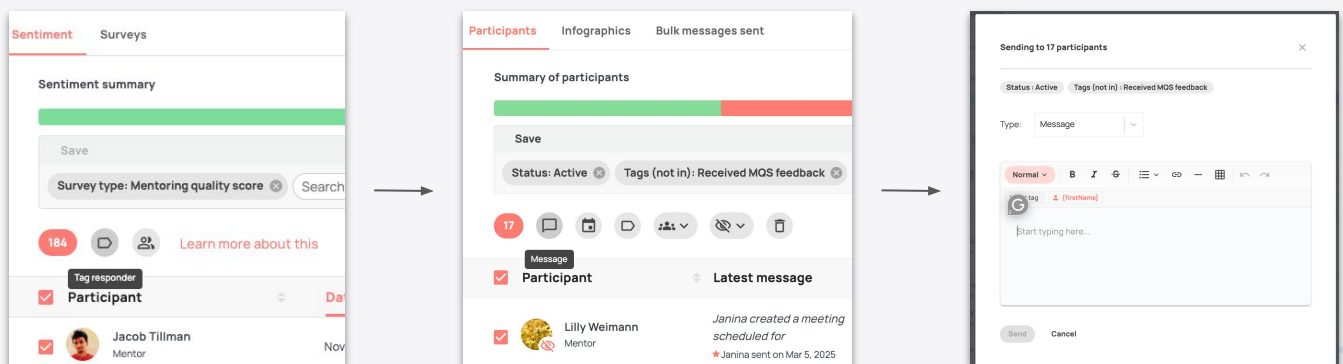 Sentiment Surveys
Sentiment summary
Save
Survey type: Mentoring quality score Search
184 Learn more about this
Tag responder
Participant Da
Jacob Tillman
Mentor
Nov
Participants Infographics Bulk messages sent
Summary of participants
Save
Status: Active Tags (not in): Received MQS feedback
17
Message
Participant Latest message
Lilly Weimann
Mentor
Janina created a meeting
scheduled for
Janina sent on Mar 5, 2025
Sending to 17 participants
Status : Active Tags (not in) : Received MQS feedback
Type: Message
Normal B I S
tag [firstName]
Start typing here...
Send Cancel